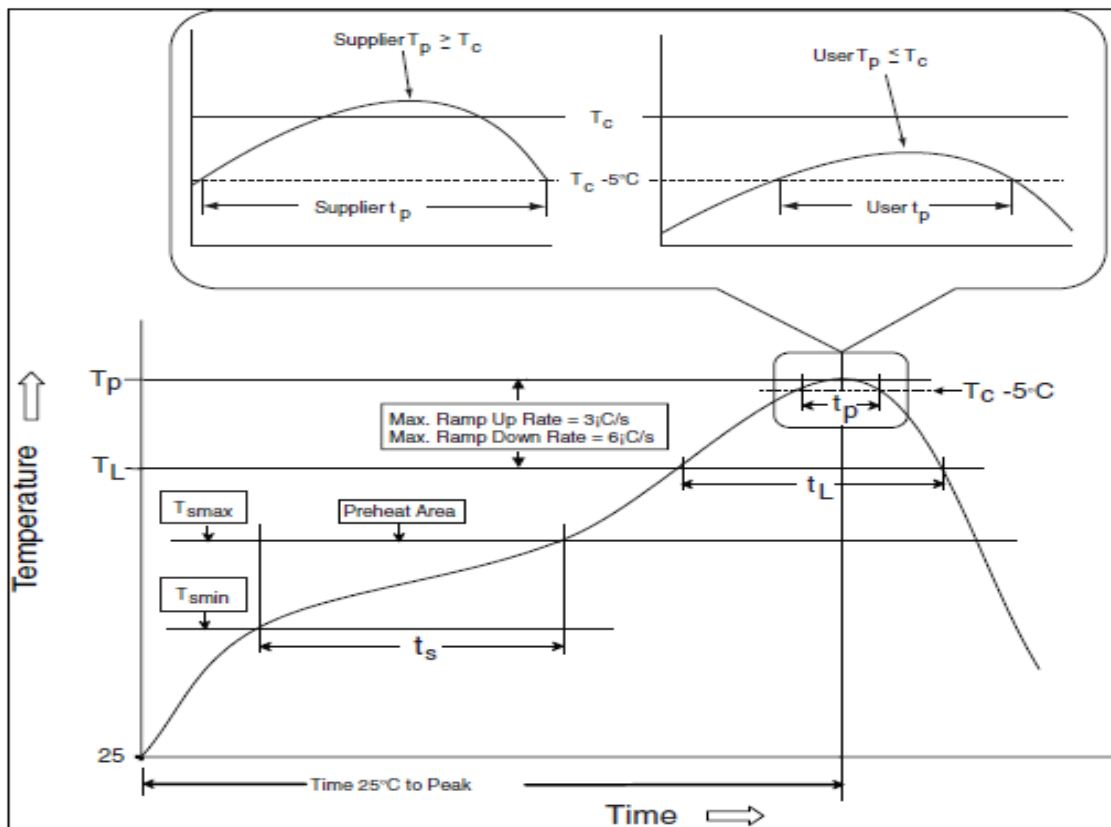 Supplier Tp ≥ Tc
User Tp ≤ Tc
Tc
Tc -5°C
Supplier tp
User tp
Tp
Tc -5°C
tp
Max. Ramp Up Rate = 3¡C/s
Max. Ramp Down Rate = 6¡C/s
TL
tL
Tsmax
Preheat Area
Tsmin
ts
Temperature
25
Time 25°C to Peak
Time